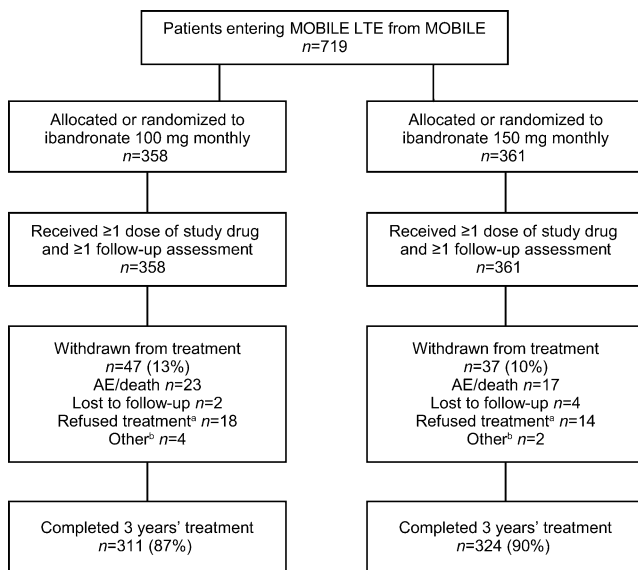 Patients entering MOBILE LTE from MOBILE
n=719
Allocated or randomized to
ibandronate 100 mg monthly
n=358
Allocated or randomized to
ibandronate 150 mg monthly
n=361
Received ≥1 dose of study drug
and ≥1 follow-up assessment
n=358
Received ≥1 dose of study drug
and ≥1 follow-up assessment
n=361
Withdrawn from treatment
n=47 (13%)
AE/death n=23
Lost to follow-up n=2
Refused treatmentᵃ n=18
Otherᵇ n=4
Withdrawn from treatment
n=37 (10%)
AE/death n=17
Lost to follow-up n=4
Refused treatmentᵃ n=14
Otherᵇ n=2
Completed 3 years’ treatment
n=311 (87%)
Completed 3 years’ treatment
n=324 (90%)